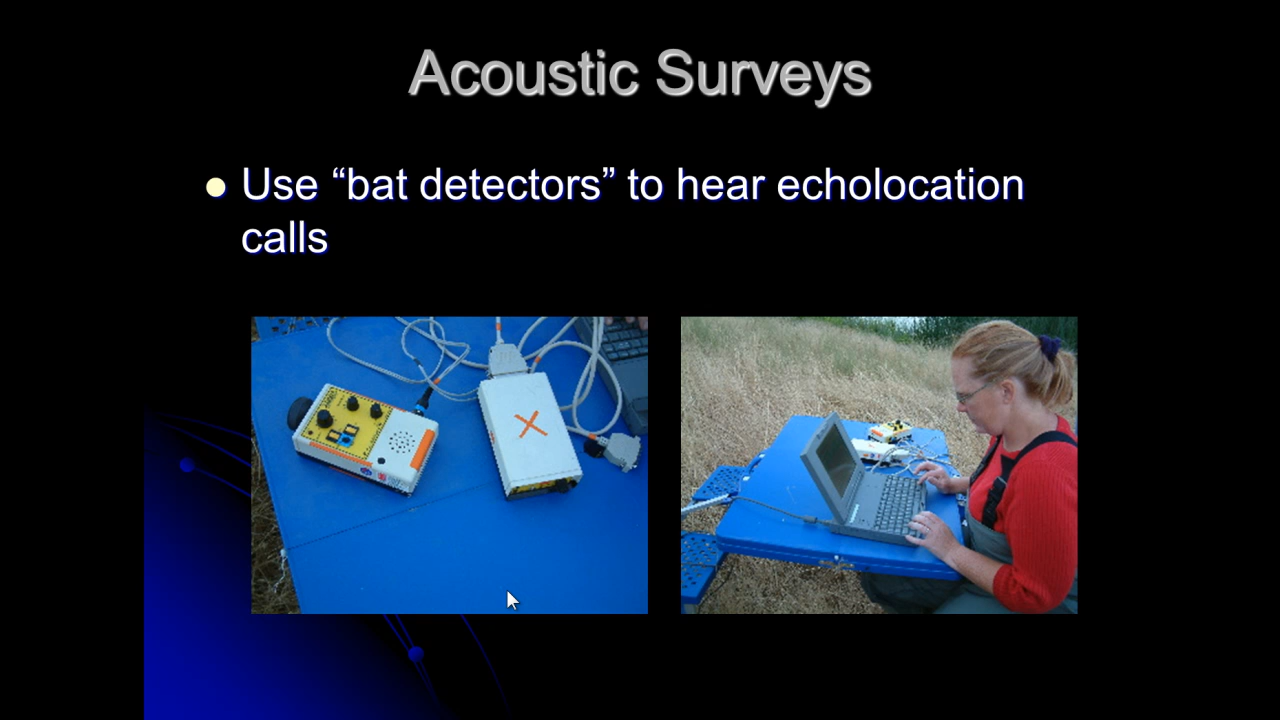 Acoustic Surveys
Use “bat detectors” to hear echolocation
calls
X